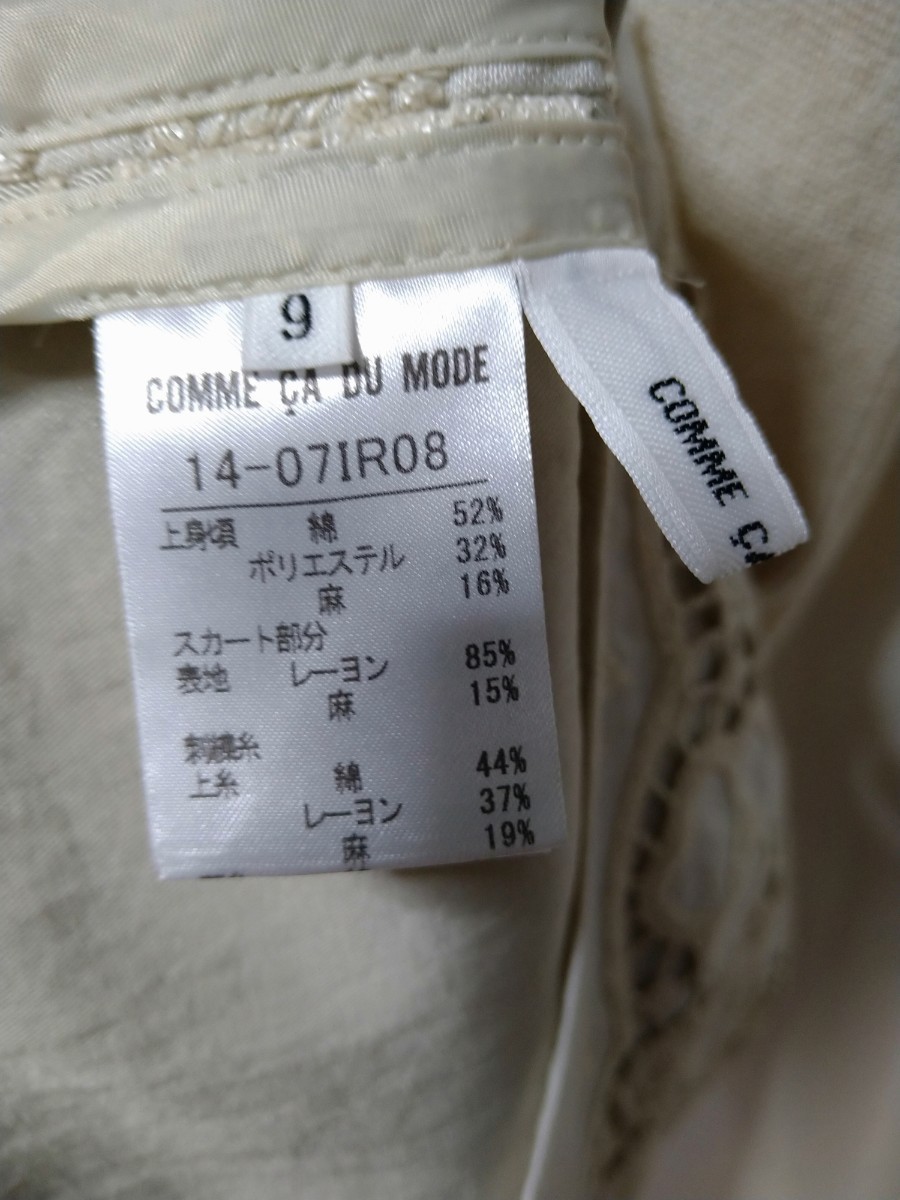 9
COMME ÇA DU MODE
14-07IR08
上身頃 綿 52%
ポリエステル 32%
麻 16%
スカート部分
表地 レーヨン 85%
麻 15%
刺繍糸
上糸 綿 44%
レーヨン 37%
麻 19%
COMME ÇA